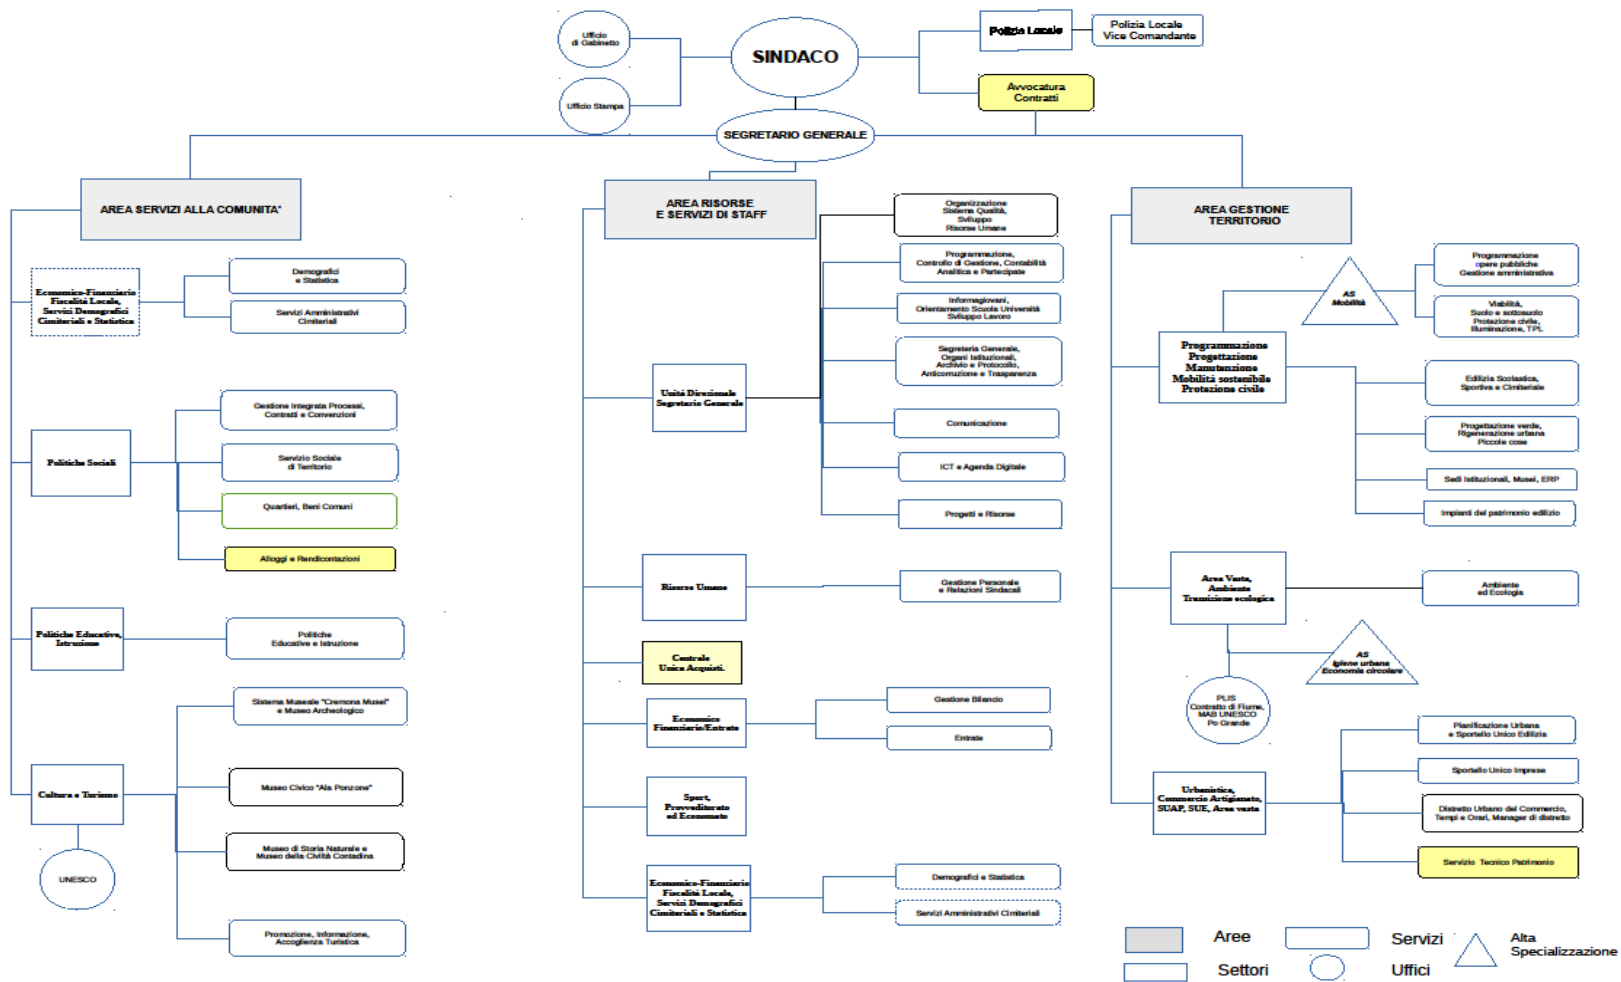 Ufficio
di Gabinetto
SINDACO
Polizia Locale
Polizia Locale
Vice Comandante
Ufficio Stampa
Avvocatura
Contratti
SEGRETARIO GENERALE
AREA SERVIZI ALLA COMUNITA'
Economico-Finanziario
Fiscalità Locale,
Servizi Demografici
Cimiteriali e Statistica
Demografici
e Statistica
Servizi Amministrativi
Cimiteriali
Politiche Sociali
Gestione Integrata Processi,
Contratti e Convenzioni
Servizio Sociale
di Territorio
Quartieri, Beni Comuni
Alloggi e Rendicontazioni
Politiche Educative,
Istruzione
Politiche
Educative e Istruzione
Cultura e Turismo
Sistema Museale "Cremona Musei"
e Museo Archeologico
Museo Civico "Ala Ponzone"
Museo di Storia Naturale e
Museo della Civiltà Contadina
Promozione, Informazione,
Accoglienza Turistica
UNESCO
AREA RISORSE
E SERVIZI DI STAFF
Unità Direzionale
Segretario Generale
Organizzazione
Sistema Qualità,
Sviluppo
Risorse Umane
Programmazione,
Controllo di Gestione, Contabilità
Analitica e Partecipate
Informagiovani,
Orientamento Scuola Università
Sviluppo Lavoro
Segreteria Generale,
Organi Istituzionali,
Archivio e Protocollo,
Anticorruzione e Trasparenza
Comunicazione
ICT e Agenda Digitale
Progetti e Risorse
Risorse Umane
Gestione Personale
e Relazioni Sindacali
Centrale
Unica Acquisti.
Economico
Finanziario/Entrate
Gestione Bilancio
Entrate
Sport,
Provveditorato
ed Economato
Economico-Finanziario
Fiscalità Locale,
Servizi Demografici
Cimiteriali e Statistica
Demografici e Statistica
Servizi Amministrativi Cimiteriali
AREA GESTIONE
TERRITORIO
AS
Mobilità
Programmazione
opere pubbliche
Gestione amministrativa
Viabilità,
Suolo e sottosuolo
Protezione civile,
Illuminazione, TPL
Programmazione
Progettazione
Manutenzione
Mobilità sostenibile
Protezione civile
Edilizia Scolastica,
Sportiva e Cimiteriale
Progettazione verde,
Rigenerazione urbana
Piccole cose
Sedi Istituzionali, Musei, ERP
Impianti del patrimonio edilizio
Area Vasta,
Ambiente
Transizione ecologica
Ambiente
ed Ecologia
AS
Igiene urbana
Economia circolare
PLIS
Contratto di Fiume,
MAB UNESCO
Po Grande
Urbanistica,
Commercio Artigianato,
SUAP, SUE, Area vasta
Planificazione Urbana
e Sportello Unico Edilizia
Sportello Unico Imprese
Distretto Urbano del Commercio,
Tempi e Orari, Manager di distretto
Servizio Tecnico Patrimonio
Aree
Servizi
Alta
Specializzazione
Settori
Uffici